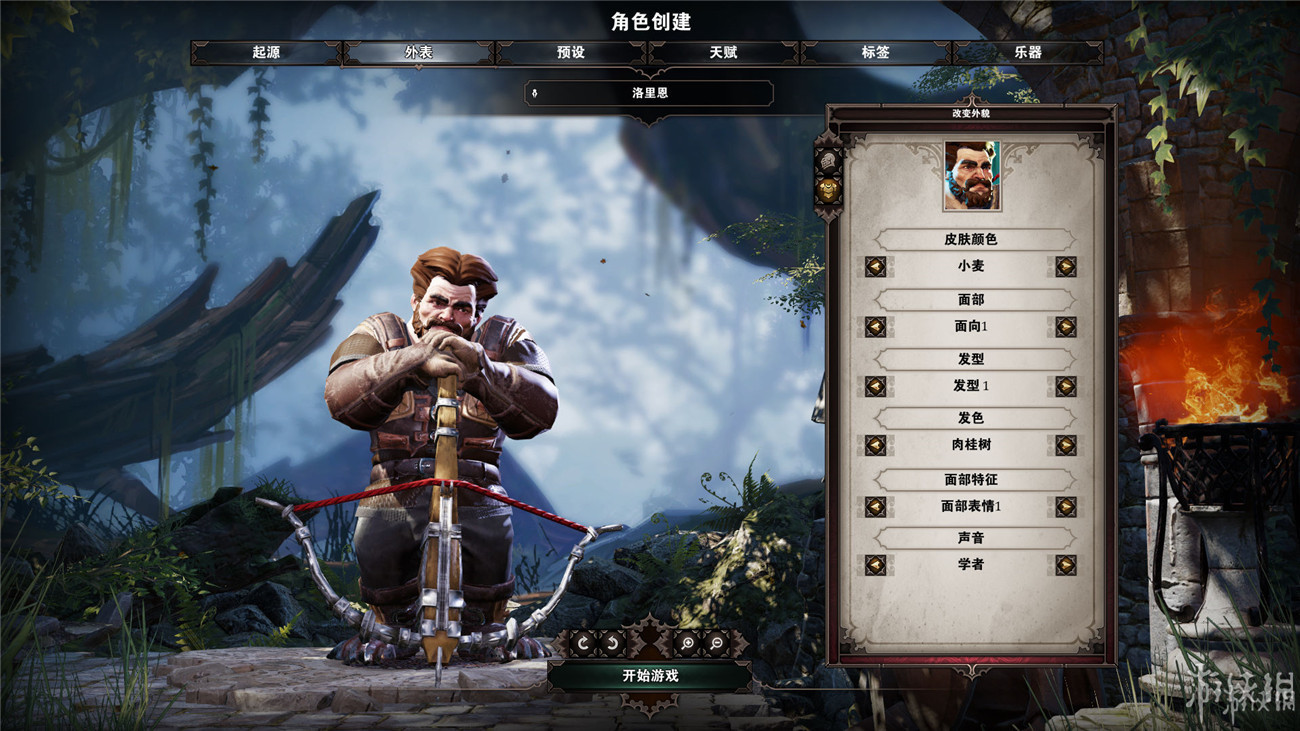 角色创建
起源 外表 预设 天赋 标签 乐器
洛里恩
改变外貌
皮肤颜色
小麦
面部
面向1
发型
发型 1
发色
肉桂树
面部特征
面部表情1
声音
学者
开始游戏
游侠网